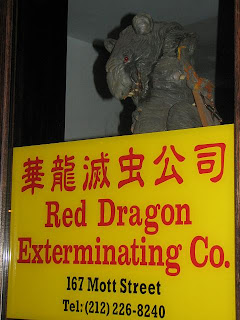 華龍滅虫公司
Red Dragon
Exterminating Co.
167 Mott Street
Tel: (212) 226-8240